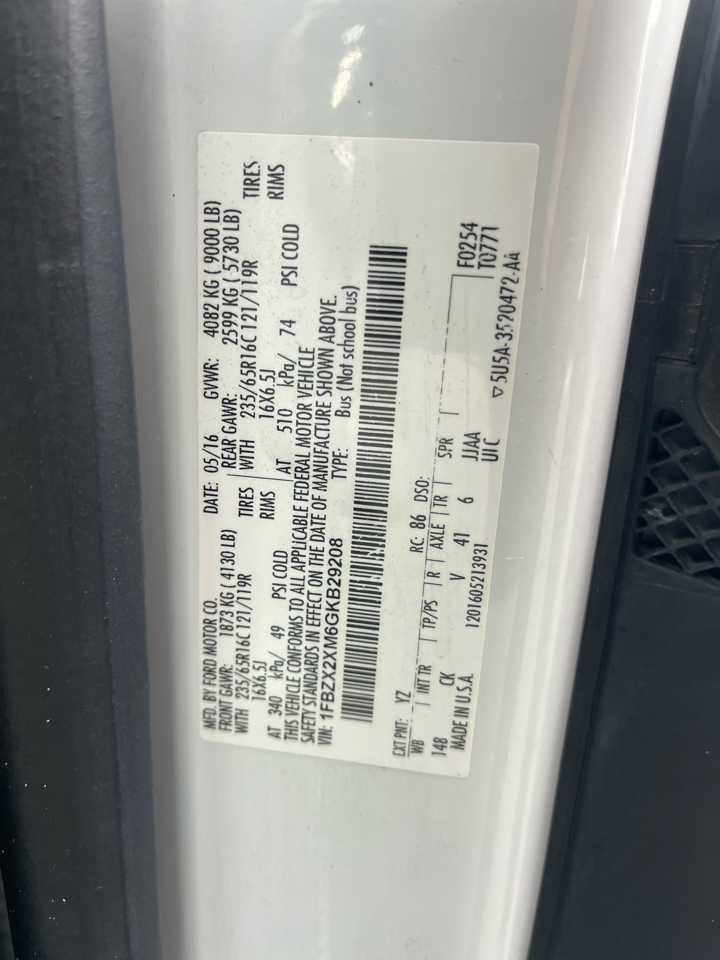 MFD. BY FORD MOTOR CO. DATE: 05/16 GVWR: 4082 KG ( 9000 LB)
FRONT GAWR: 1873 KG ( 4130 LB) REAR GAWR: 2599 KG ( 5730 LB)
WITH 235/65R16C 121/119R TIRES WITH 235/65R16C 121/119R TIRES
16X6.5J RIMS 16X6.5J RIMS
AT 340 kPa/ 49 PSI COLD AT 510 kPa/ 74 PSI COLD
THIS VEHICLE CONFORMS TO ALL APPLICABLE FEDERAL MOTOR VEHICLE
SAFETY STANDARDS IN EFFECT ON THE DATE OF MANUFACTURE SHOWN ABOVE.
VIN: 1FBZX2XM6GKB29208 TYPE: Bus (Not school bus)
EXT PNT: YZ RC: 86 DSO: F0254
WB INT TR TP/PS R AXLE TR SPR T0771
148 CK V 41 6 JJAA
MADE IN U.S.A. 1201605213931 UIC
▽ 5U5A-3520472-AA